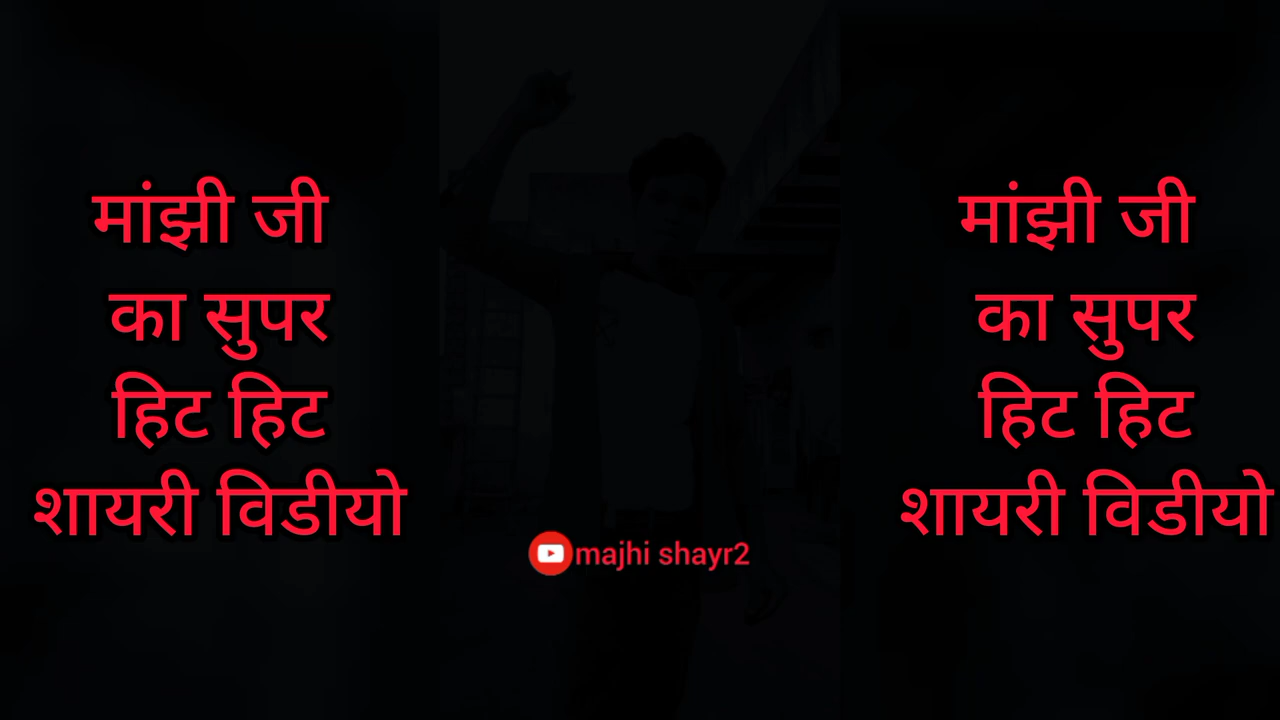 मांझी जी
का सुपर
हिट हिट
शायरी विडीयो
मांझी जी
का सुपर
हिट हिट
शायरी विडीयो
majhi shayr2